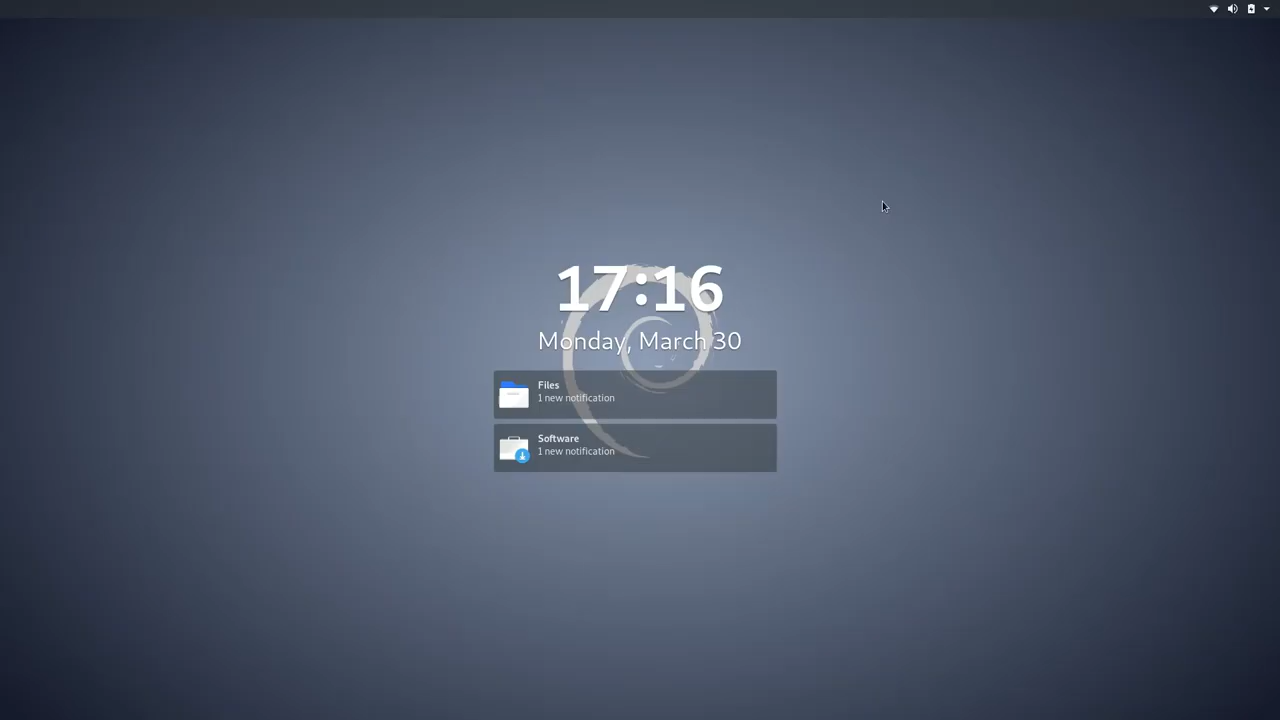 17:16
Monday, March 30
Files
1 new notification
Software
1 new notification